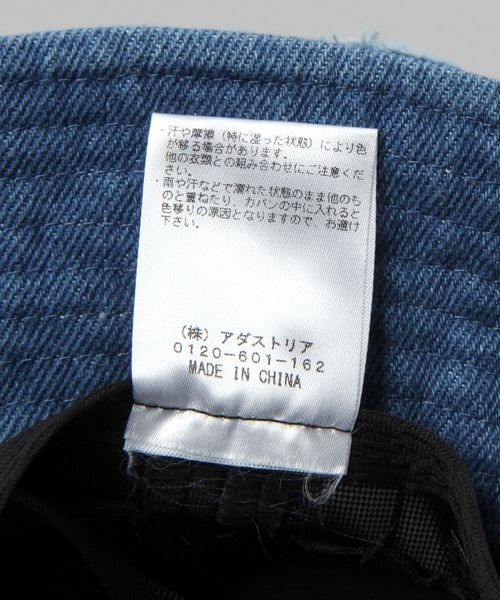 ・汗や摩擦（特に湿った状態）により色
が移る場合があります。
他の衣類との組み合わせにご注意くだ
さい。
・雨や汗などで濡れた状態のまま他のも
のと重ねたり、カバンの中に入れると
色移りの原因となりますので、お避け
下さい。
（株）アダストリア
0120-601-162
MADE IN CHINA